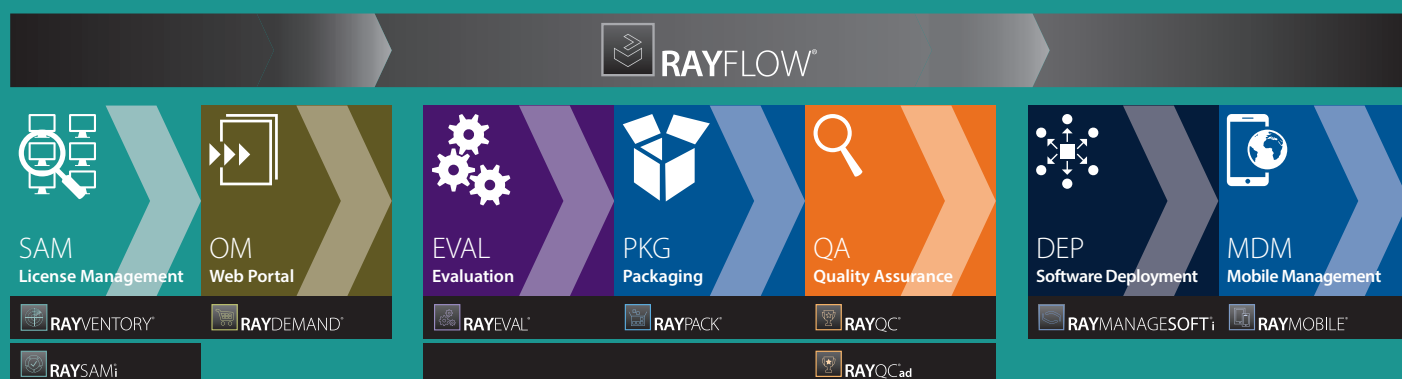 RAYFLOW®
SAM
License Management
OM
Web Portal
EVAL
Evaluation
PKG
Packaging
QA
Quality Assurance
DEP
Software Deployment
MDM
Mobile Management
RAYVENTORY®
RAYDEMAND®
RAYEVAL®
RAYPACK®
RAYQC®
RAYMANAGESOFT®i
RAYMOBILE®
RAYSAM®i
RAYQC®ad